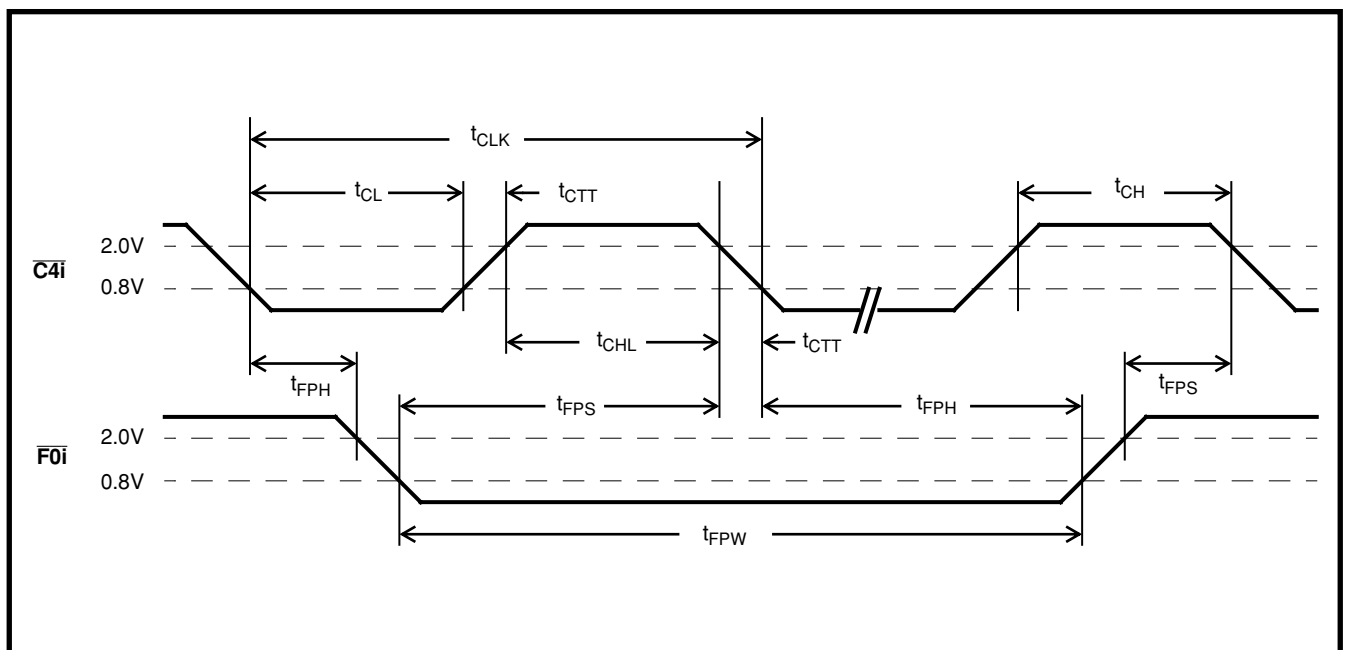 tCLK
tCL
tCTT
tCH
2.0V
C4i
0.8V
tCHL
tCTT
tFPH
tFPS
tFPH
tFPS
2.0V
F0i
0.8V
tFPW